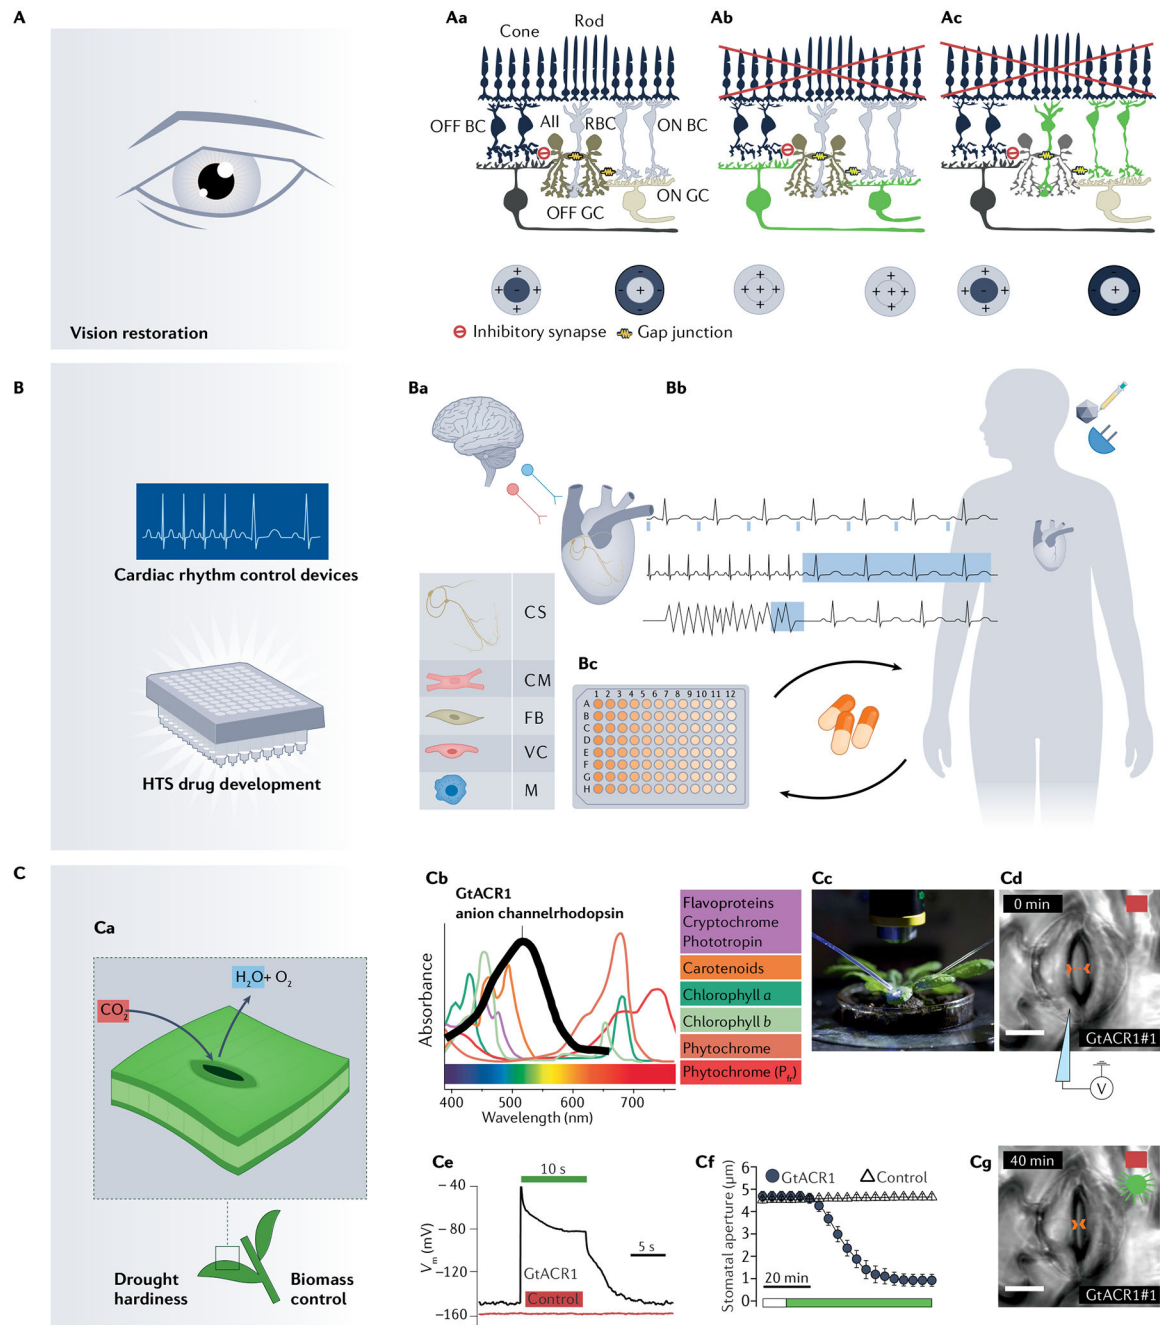 A
Aa
Ab
Ac
Cone
Rod
OFF BC
AII
RBC
ON BC
OFF GC
ON GC
+
+ - +
+
-
- + -
-
+
+ + +
+
+
+ + +
+
+
+ - +
+
-
- + -
-
Inhibitory synapse
Gap junction
Vision restoration
B
Ba
Bb
Cardiac rhythm control devices
HTS drug development
CS
CM
FB
VC
M
Bc
1 2 3 4 5 6 7 8 9 10 11 12
A
B
C
D
E
F
G
H
C
Ca
CO2
H2O + O2
Drought
hardiness
Biomass
control
Cb
GtACR1
anion channelrhodopsin
Absorbance
400 500 600 700
Wavelength (nm)
Flavoproteins
Cryptochrome
Phototropin
Carotenoids
Chlorophyll a
Chlorophyll b
Phytochrome
Phytochrome (Pfr)
Cc
Cd
0 min
GtACR1#1
V
Ce
10 s
−40
−80
−120
−160
Vm (mV)
5 s
GtACR1
Control
Cf
GtACR1
Control
Stomatal aperture (μm)
5
4
3
2
1
0
20 min
Cg
40 min
GtACR1#1